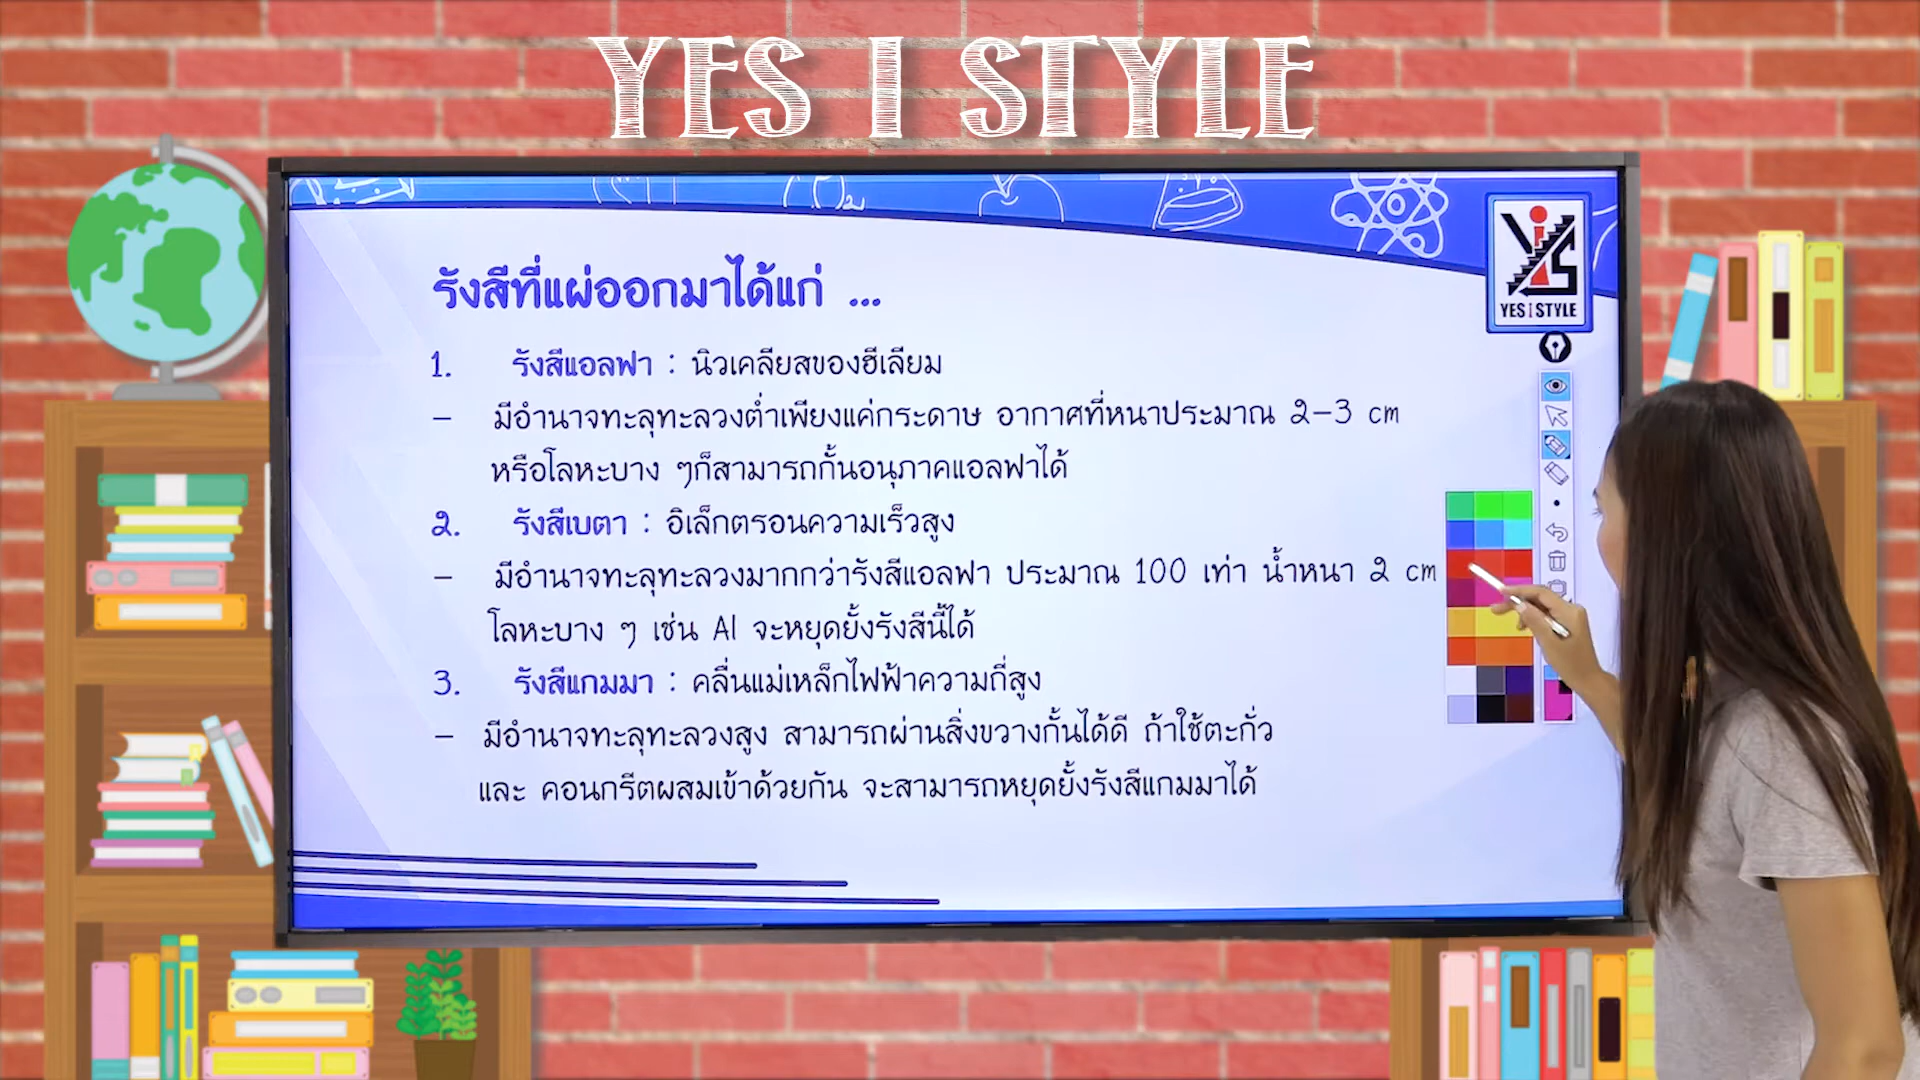 YES I STYLE
YES I STYLE
รังสีที่แผ่ออกมาได้แก่ ...
1. รังสีแอลฟา : นิวเคลียสของฮีเลียม
– มีอำนาจทะลุทะลวงต่ำเพียงแค่กระดาษ อากาศที่หนาประมาณ 2–3 cm
หรือโลหะบาง ๆก็สามารถกั้นอนุภาคแอลฟาได้
2. รังสีเบตา : อิเล็กตรอนความเร็วสูง
– มีอำนาจทะลุทะลวงมากกว่ารังสีแอลฟา ประมาณ 100 เท่า น้ำหนา 2 cm
โลหะบาง ๆ เช่น Al จะหยุดยั้งรังสีนี้ได้
3. รังสีแกมมา : คลื่นแม่เหล็กไฟฟ้าความถี่สูง
– มีอำนาจทะลุทะลวงสูง สามารถผ่านสิ่งขวางกั้นได้ดี ถ้าใช้ตะกั่ว
และ คอนกรีตผสมเข้าด้วยกัน จะสามารถหยุดยั้งรังสีแกมมาได้